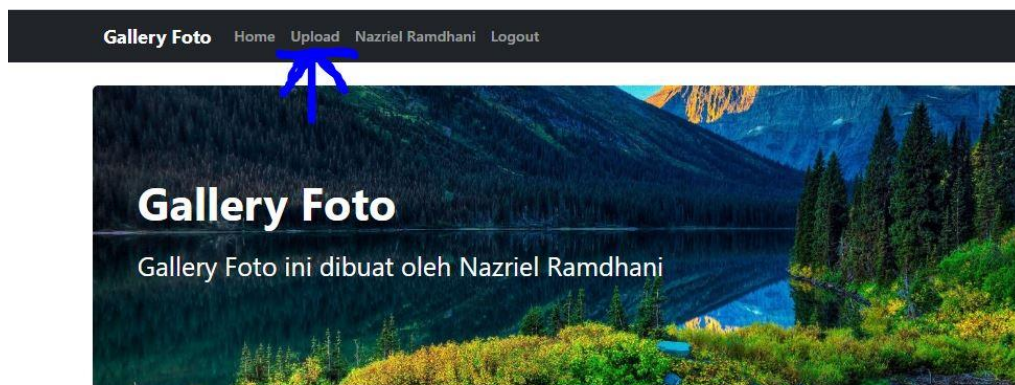 Gallery Foto Home Upload Nazriel Ramdhani Logout
Gallery Foto
Gallery Foto ini dibuat oleh Nazriel Ramdhani